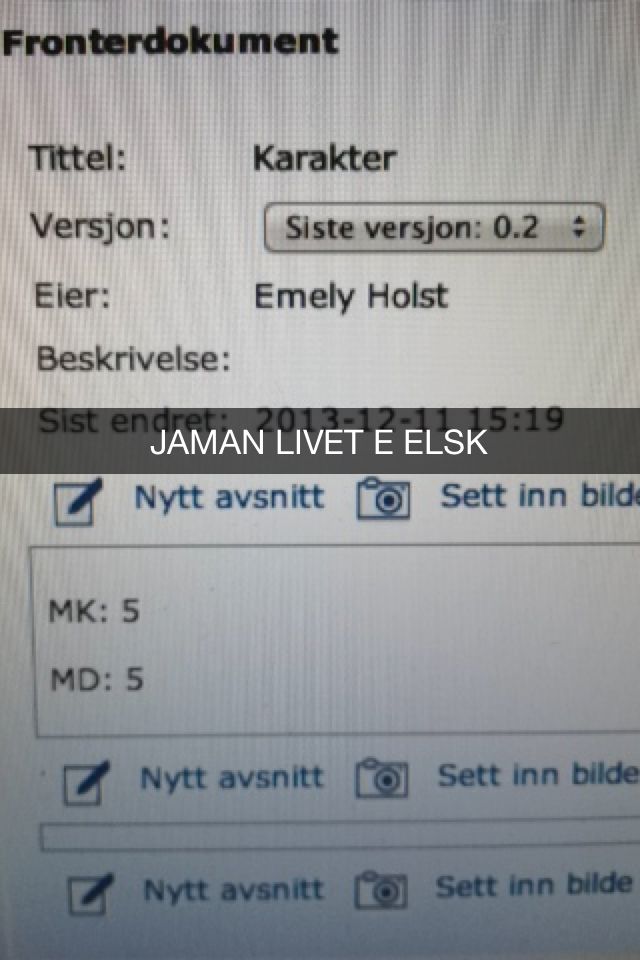 Fronterdokument
Tittel: Karakter
Versjon: Siste versjon: 0.2
Eier: Emely Holst
Beskrivelse:
Sist endret: 2013-12-11 15:19
JAMAN LIVET E ELSK
Nytt avsnitt Sett inn bilde
MK: 5
MD: 5
Nytt avsnitt Sett inn bilde
Nytt avsnitt Sett inn bilde